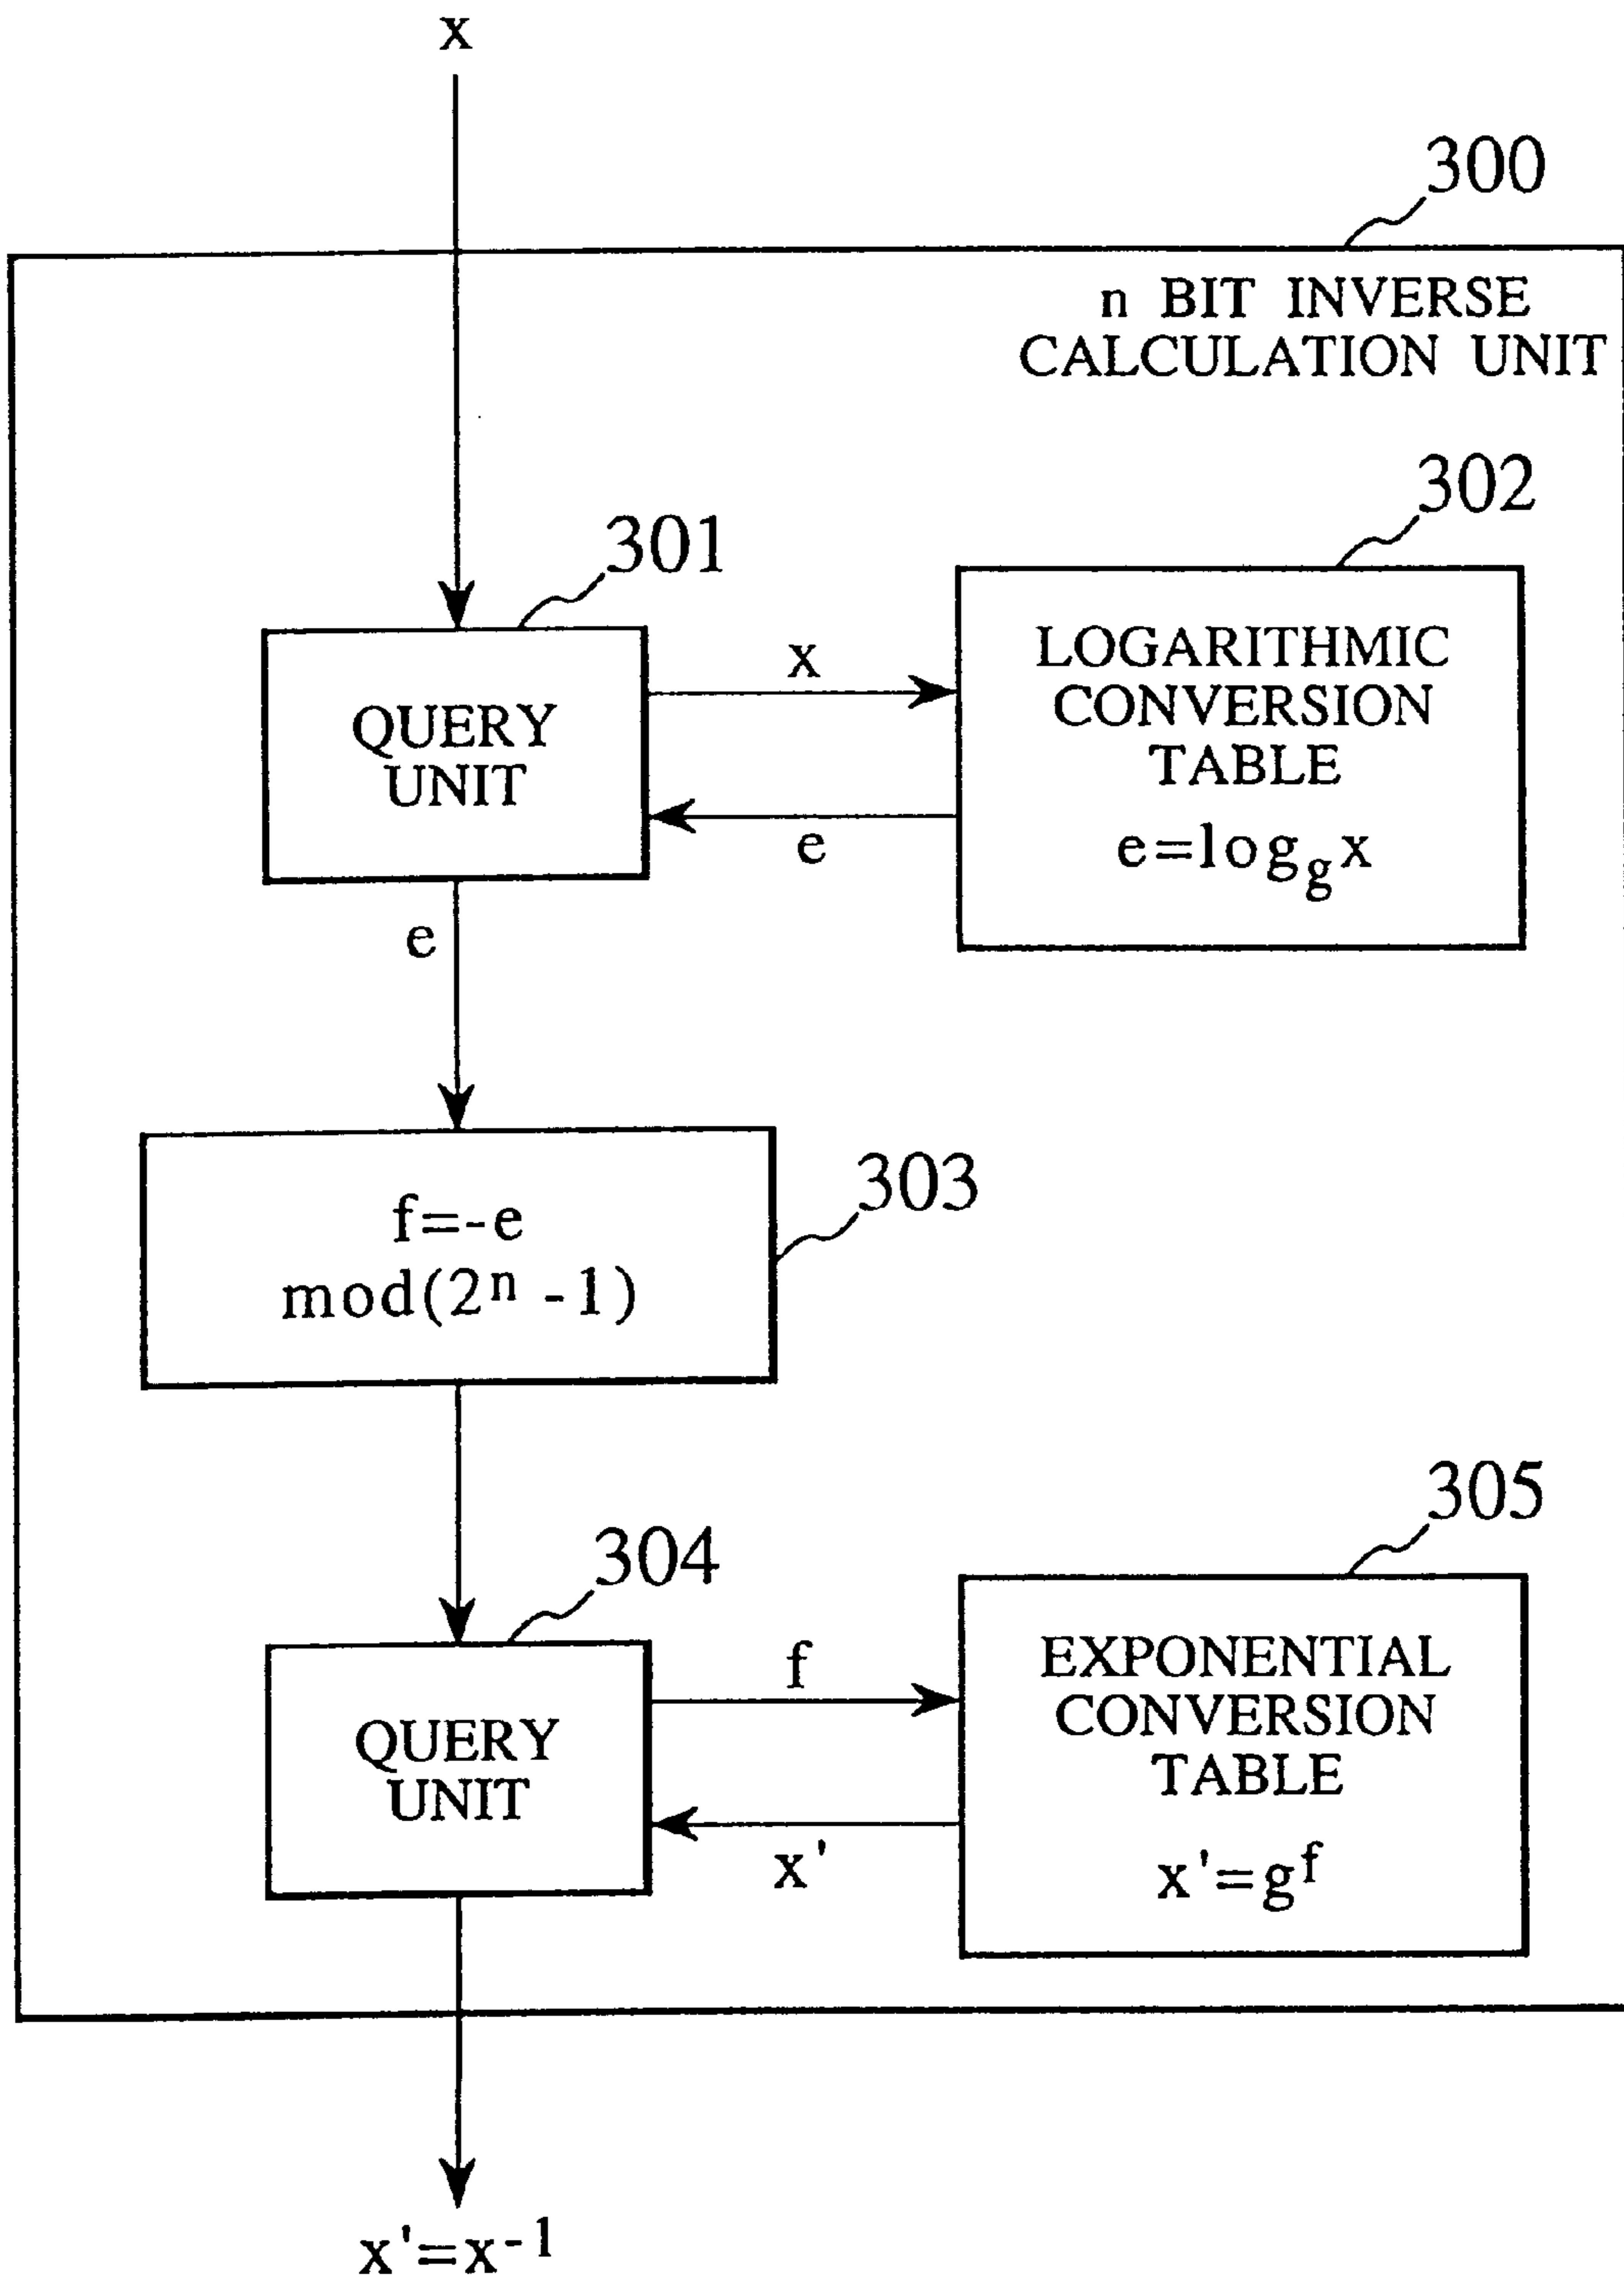 x
300
n BIT INVERSE
CALCULATION UNIT
302
301
LOGARITHMIC
CONVERSION
TABLE
e=log_g x
x
QUERY
UNIT
e
e
303
f=-e
mod(2ⁿ -1)
305
304
EXPONENTIAL
CONVERSION
TABLE
x'=g^f
f
QUERY
UNIT
x'
x'=x⁻¹